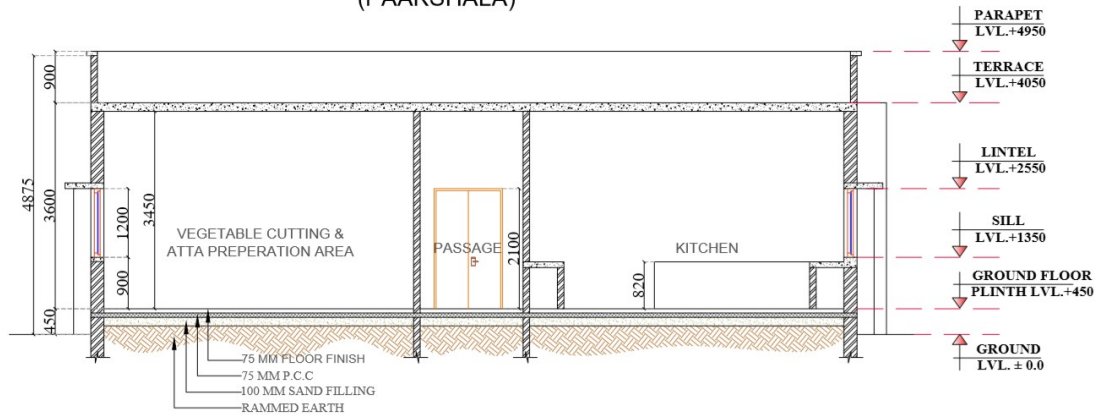 (PAAKSHALA)
PARAPET
LVL.+4950
TERRACE
LVL.+4050
LINTEL
LVL.+2550
SILL
LVL.+1350
GROUND FLOOR
PLINTH LVL.+450
GROUND
LVL. ± 0.0
900
4875
3600
450
1200
900
3450
VEGETABLE CUTTING &
ATTA PREPERATION AREA
PASSAGE
2100
KITCHEN
820
75 MM FLOOR FINISH
75 MM P.C.C
100 MM SAND FILLING
RAMMED EARTH